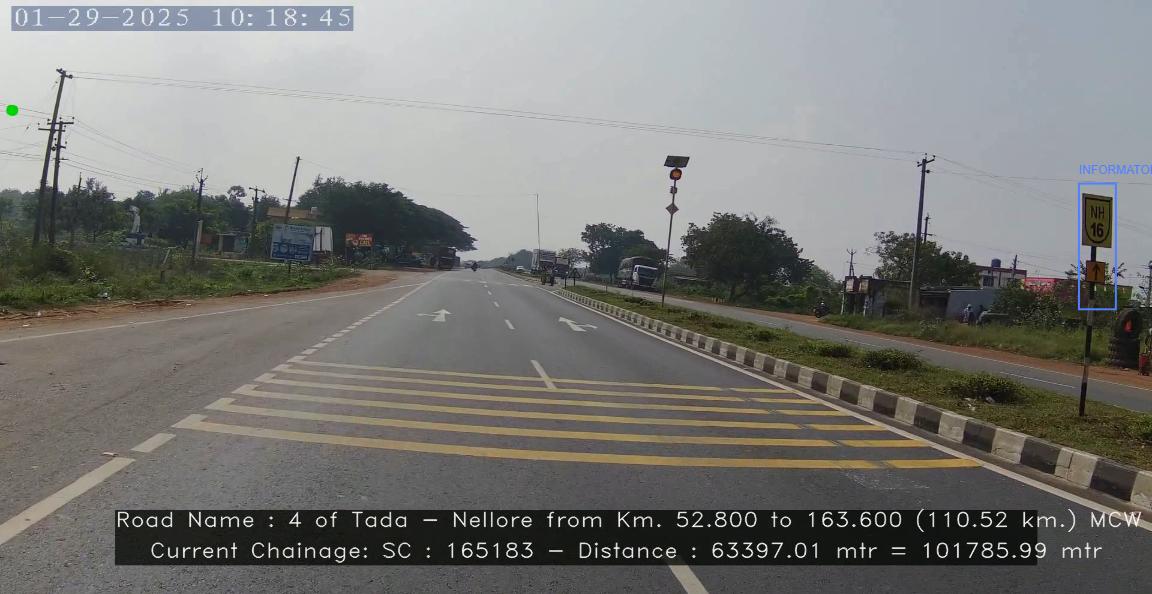 01-29-2025 10:18:45
INFORMATO
NH
16
Road Name : 4 of Tada - Nellore from Km. 52.800 to 163.600 (110.52 km.) MCW
Current Chainage: SC : 165183 - Distance : 63397.01 mtr = 101785.99 mtr